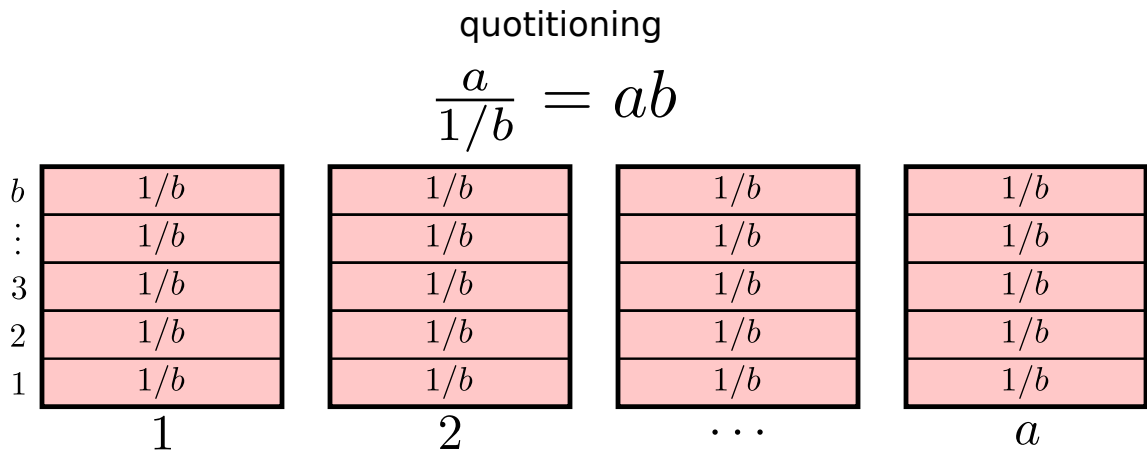 quotitioning
a/(1/b) = ab
b 1/b 1/b 1/b 1/b
⋮ 1/b 1/b 1/b 1/b
3 1/b 1/b 1/b 1/b
2 1/b 1/b 1/b 1/b
1 1/b 1/b 1/b 1/b
1 2 ⋯ a